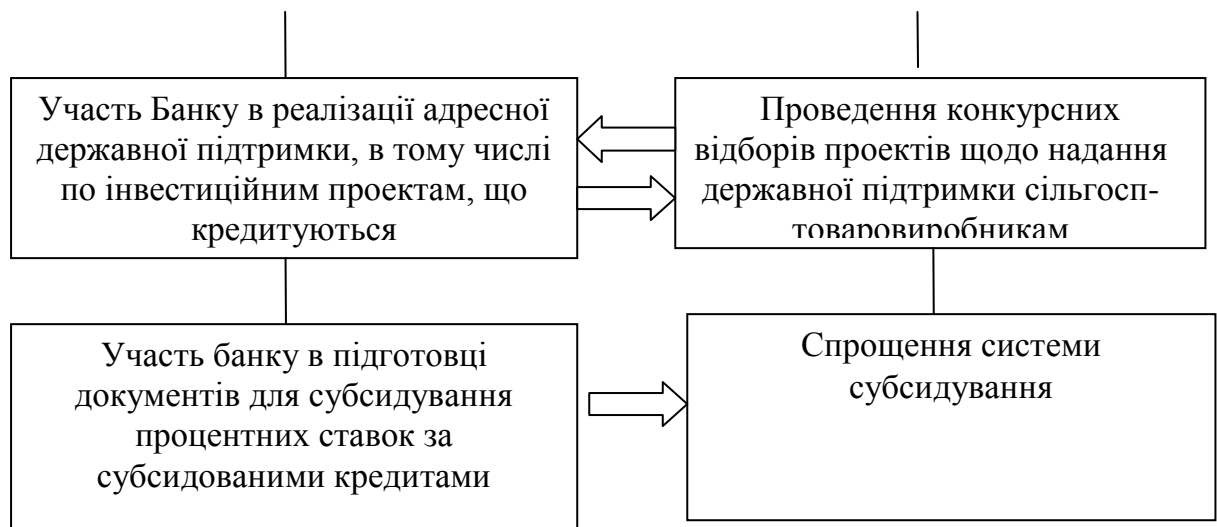 Участь Банку в реалізації адресної
державної підтримки, в тому числі
по інвестиційним проектам, що
кредитуються
Проведення конкурсних
відборів проектів щодо надання
державної підтримки сільгосп-
товаровиробникам
Участь банку в підготовці
документів для субсидування
процентних ставок за
субсидованими кредитами
Спрощення системи
субсидування